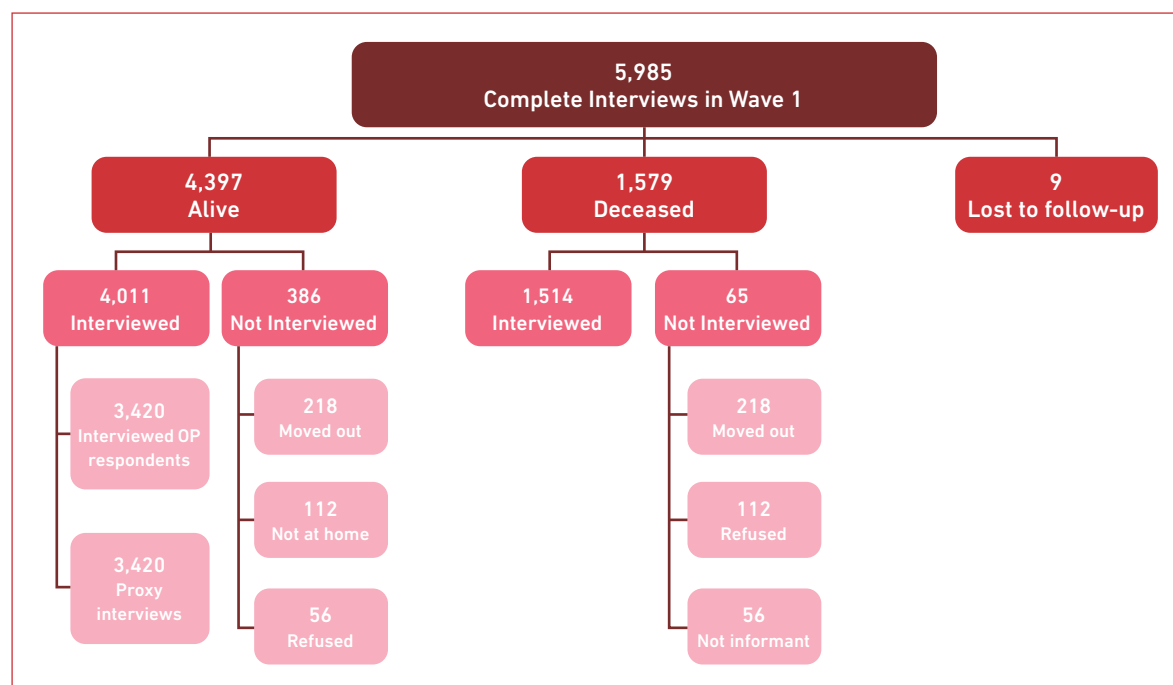 5,985
Complete Interviews in Wave 1
4,397
Alive
1,579
Deceased
9
Lost to follow-up
4,011
Interviewed
386
Not Interviewed
1,514
Interviewed
65
Not Interviewed
3,420
Interviewed OP
respondents
218
Moved out
218
Moved out
112
Not at home
112
Refused
3,420
Proxy
interviews
56
Refused
56
Not informant